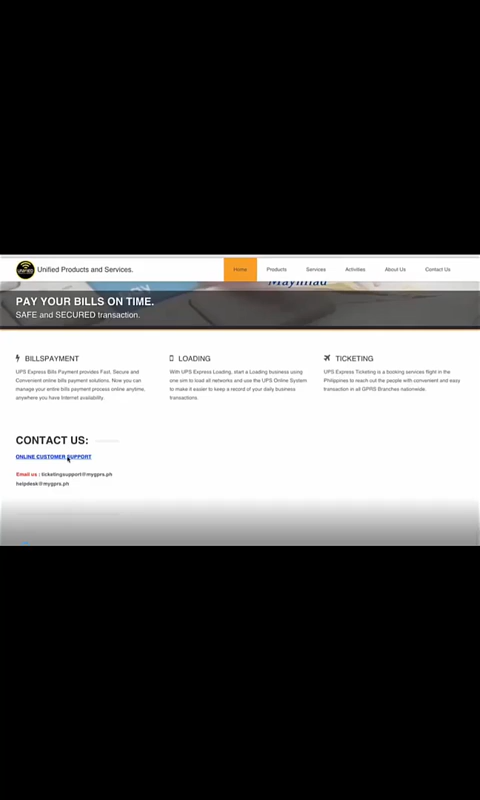 Unified Products and Services.
Home
Products
Services
Activities
About Us
Contact Us
Maynilad
PAY YOUR BILLS ON TIME.
SAFE and SECURED transaction.
BILLSPAYMENT
UPS Express Bills Payment provides Fast, Secure and
Convenient online bills payment solutions. Now you can
manage your entire bills payment process online anytime,
anywhere you have Internet availability.
LOADING
With UPS Express Loading, start a Loading business using
one sim to load all networks and use the UPS Online System
to make it easier to keep a record of your daily business
transactions.
TICKETING
UPS Express Ticketing is a booking services flight in the
Philippines to reach out the people with convenient and easy
transaction in all GPRS Branches nationwide.
CONTACT US:
ONLINE CUSTOMER SUPPORT
Email us : ticketingsupport@mygprs.ph
helpdesk@mygprs.ph